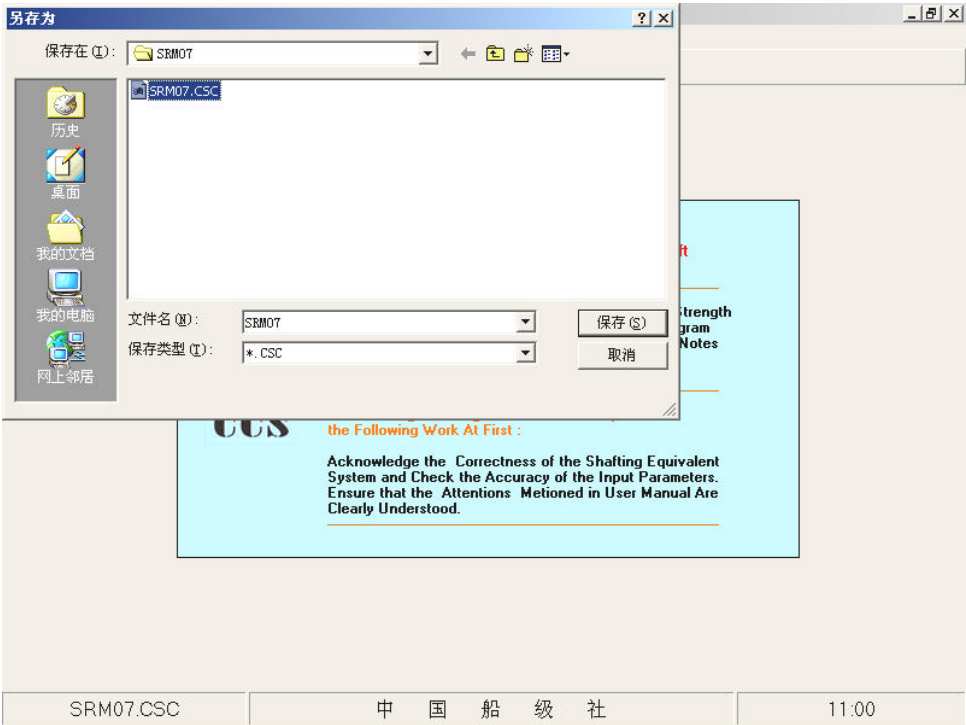 另存为
保存在(I):
SRM07
SRM07.CSC
历史
桌面
我的文档
我的电脑
网上邻居
文件名(N):
SRM07
保存(S)
保存类型(T):
*.CSC
取消
ft
Strength
gram
Notes
CCS
the Following Work At First :
Acknowledge the Correctness of the Shafting Equivalent
System and Check the Accuracy of the Input Parameters.
Ensure that the Attentions Metioned in User Manual Are
Clearly Understood.
SRM07.CSC
中国船级社
11:00